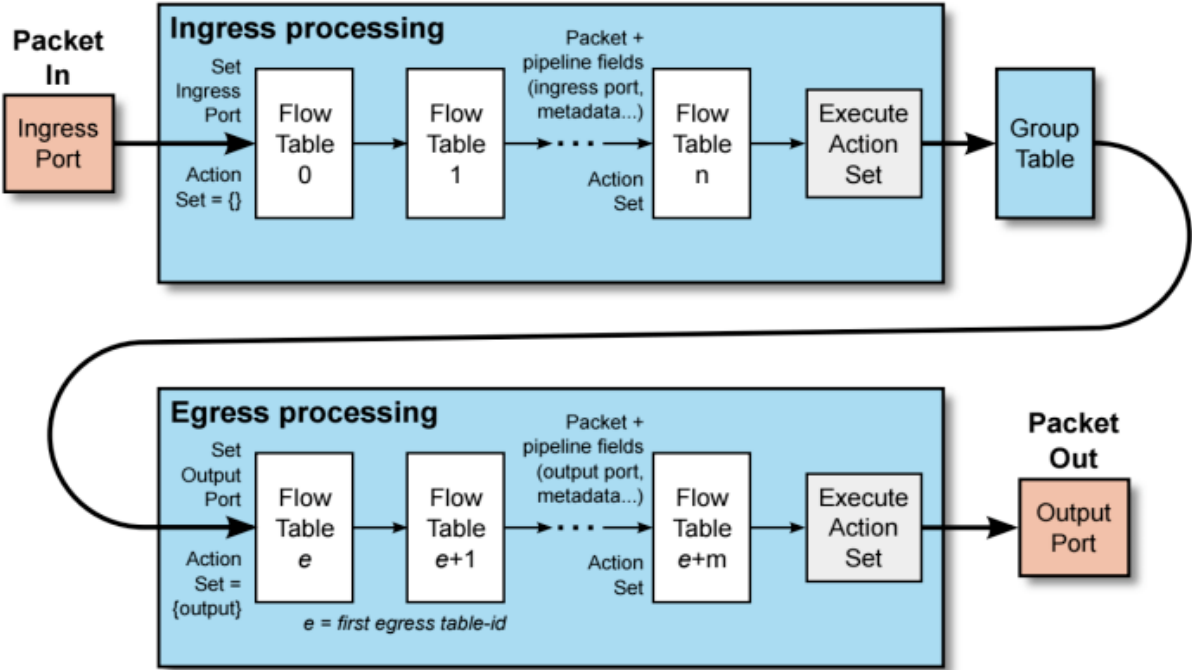 Ingress processing
Packet
In
Ingress
Port
Set
Ingress
Port
Action
Set = {}
Flow
Table
0
Flow
Table
1
Packet +
pipeline fields
(ingress port,
metadata...)
Action
Set
Flow
Table
n
Execute
Action
Set
Group
Table
Egress processing
Set
Output
Port
Action
Set =
{output}
Flow
Table
e
Flow
Table
e+1
e = first egress table-id
Packet +
pipeline fields
(output port,
metadata...)
Action
Set
Flow
Table
e+m
Execute
Action
Set
Packet
Out
Output
Port